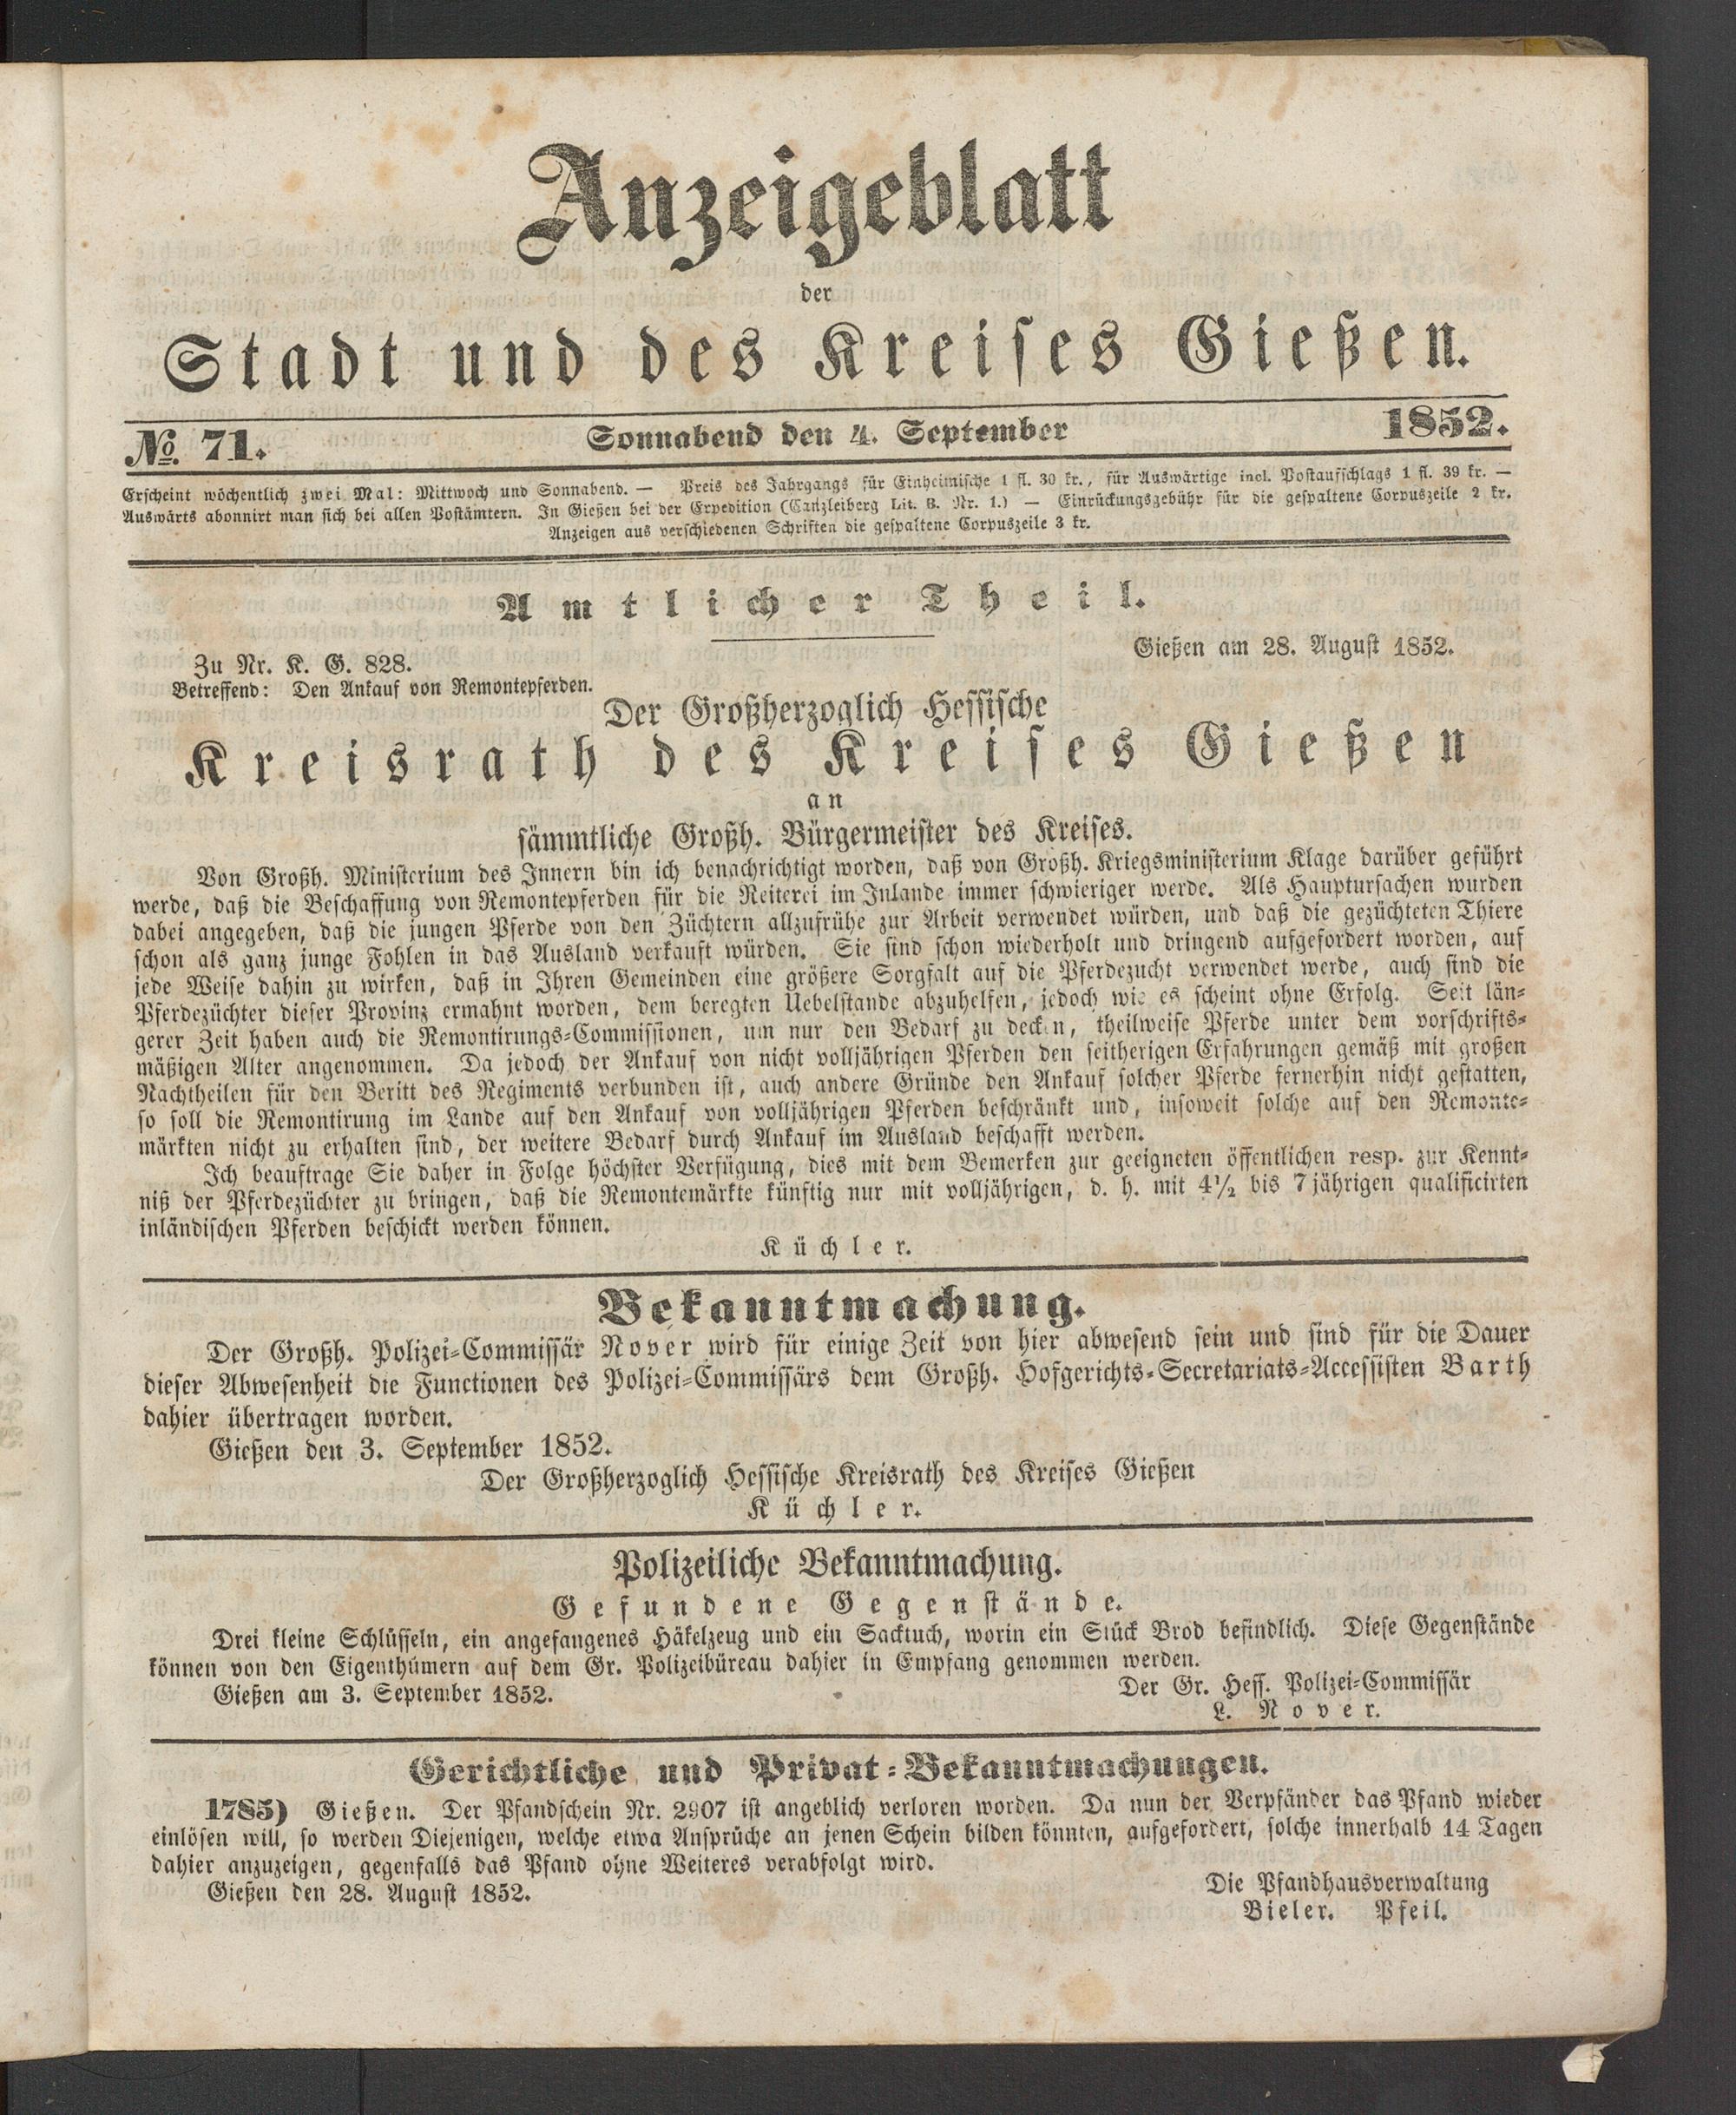 Anzeigeblatt
der
Stadt und des Kreises Gießen.
No. 71. Sonnabend den 4. September 1852.
Erscheint wöchentlich zwei Mal: Mittwoch und Sonnabend. — Preis des Jahrgangs für Einheimische 1 fl. 30 kr., für Auswärtige incl. Postaufschlags 1 fl. 39 kr. —
Auswärts abonnirt man sich bei allen Postämtern. In Gießen bei der Expedition (Canzleiberg Lit. B. Nr. 1.) — Einrückungsgebühr für die gespaltene Corpuszeile 2 kr.
Anzeigen aus verschiedenen Schriften die gespaltene Corpuszeile 3 kr.
Amtlicher Theil.
Zu Nr. K. G. 828. Gießen am 28. August 1852.
Betreffend: Den Ankauf von Remontepferden.
Der Großherzoglich Hessische
Kreisrath des Kreises Gießen
an
sämmtliche Großh. Bürgermeister des Kreises.
Von Großh. Ministerium des Innern bin ich benachrichtigt worden, daß von Großh. Kriegsministerium Klage darüber geführt
werde, daß die Beschaffung von Remontepferden für die Reiterei im Inlande immer schwieriger werde. Als Hauptursachen wurden
dabei angegeben, daß die jungen Pferde von den Züchtern allzufrühe zur Arbeit verwendet würden, und daß die gezüchteten Thiere
schon als ganz junge Fohlen in das Ausland verkauft würden. Sie sind schon wiederholt und dringend aufgefordert worden, auf
jede Weise dahin zu wirken, daß in Ihren Gemeinden eine größere Sorgfalt auf die Pferdezucht verwendet werde, auch sind die
Pferdezüchter dieser Provinz ermahnt worden, dem beregten Uebelstande abzuhelfen, jedoch wie es scheint ohne Erfolg. Seit län-
gerer Zeit haben auch die Remontirungs-Commissionen, um nur den Bedarf zu decken, theilweise Pferde unter dem vorschrifts-
mäßigen Alter angenommen. Da jedoch der Ankauf von nicht volljährigen Pferden den seitherigen Erfahrungen gemäß mit großen
Nachtheilen für den Beritt des Regiments verbunden ist, auch andere Gründe den Ankauf solcher Pferde fernerhin nicht gestatten,
so soll die Remontirung im Lande auf den Ankauf von volljährigen Pferden beschränkt und, insoweit solche auf den Remonte-
märkten nicht zu erhalten sind, der weitere Bedarf durch Ankauf im Ausland beschafft werden.
Ich beauftrage Sie daher in Folge höchster Verfügung, dies mit dem Bemerken zur geeigneten öffentlichen resp. zur Kennt-
niß der Pferdezüchter zu bringen, daß die Remontemärkte künftig nur mit volljährigen, d. h. mit 4½ bis 7jährigen qualificirten
inländischen Pferden beschickt werden können.
Küchler.
Bekanntmachung.
Der Großh. Polizei-Commissär Nover wird für einige Zeit von hier abwesend sein und sind für die Dauer
dieser Abwesenheit die Functionen des Polizei-Commissärs dem Großh. Hofgerichts-Secretariats-Accessisten Barth
dahier übertragen worden.
Gießen den 3. September 1852.
Der Großherzoglich Hessische Kreisrath des Kreises Gießen
Küchler.
Polizeiliche Bekanntmachung.
Gefundene Gegenstände.
Drei kleine Schlüsseln, ein angefangenes Häkelzeug und ein Sacktuch, worin ein Stück Brod befindlich. Diese Gegenstände
können von den Eigenthümern auf dem Gr. Polizeibüreau dahier in Empfang genommen werden.
Gießen am 3. September 1852. Der Gr. Hess. Polizei-Commissär
L. Nover.
Gerichtliche und Privat-Bekanntmachungen.
1785) Gießen. Der Pfandschein Nr. 2907 ist angeblich verloren worden. Da nun der Verpfänder das Pfand wieder
einlösen will, so werden Diejenigen, welche etwa Ansprüche an jenen Schein bilden könnten, aufgefordert, solche innerhalb 14 Tagen
dahier anzuzeigen, gegenfalls das Pfand ohne Weiteres verabfolgt wird.
Gießen den 28. August 1852. Die Pfandhausverwaltung
Bieler. Pfeil.